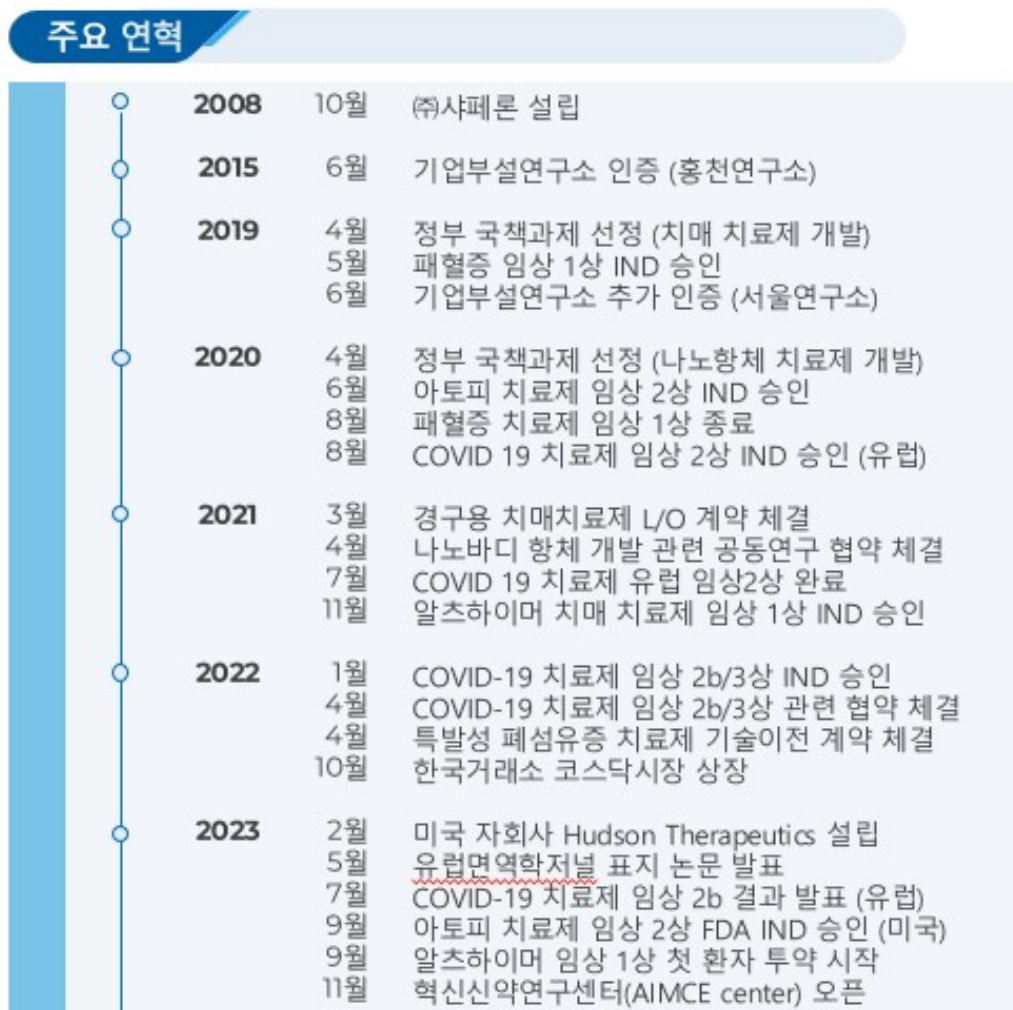 주요 연혁
2008 10월 ㈜샤페론 설립
2015 6월 기업부설연구소 인증 (홍천연구소)
2019 4월 정부 국책과제 선정 (치매 치료제 개발)
5월 패혈증 임상 1상 IND 승인
6월 기업부설연구소 추가 인증 (서울연구소)
2020 4월 정부 국책과제 선정 (나노항체 치료제 개발)
6월 아토피 치료제 임상 2상 IND 승인
8월 패혈증 치료제 임상 1상 종료
8월 COVID 19 치료제 임상 2상 IND 승인 (유럽)
2021 3월 경구용 치매치료제 L/O 계약 체결
4월 나노바디 항체 개발 관련 공동연구 협약 체결
7월 COVID 19 치료제 유럽 임상2상 완료
11월 알츠하이머 치매 치료제 임상 1상 IND 승인
2022 1월 COVID-19 치료제 임상 2b/3상 IND 승인
4월 COVID-19 치료제 임상 2b/3상 관련 협약 체결
4월 특발성 폐섬유증 치료제 기술이전 계약 체결
10월 한국거래소 코스닥시장 상장
2023 2월 미국 자회사 Hudson Therapeutics 설립
5월 유럽면역학저널 표지 논문 발표
7월 COVID-19 치료제 임상 2b 결과 발표 (유럽)
9월 아토피 치료제 임상 2상 FDA IND 승인 (미국)
9월 알츠하이머 임상 1상 첫 환자 투약 시작
11월 혁신신약연구센터(AIMCE center) 오픈